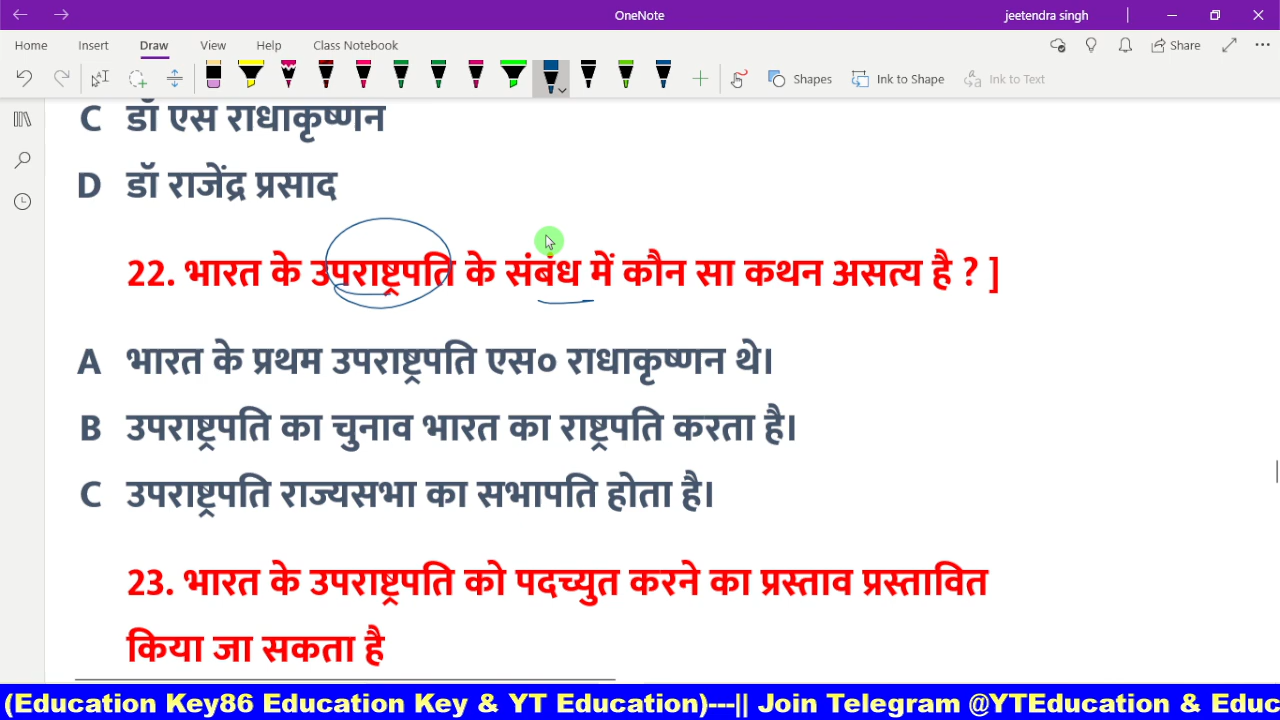 OneNote
jeetendra singh
Home Insert Draw View Help Class Notebook
Share
Shapes Ink to Shape Ink to Text
C डॉ एस राधाकृष्णन
D डॉ राजेंद्र प्रसाद
22. भारत के उपराष्ट्रपति के संबंध में कौन सा कथन असत्य है ? ]
A भारत के प्रथम उपराष्ट्रपति एस० राधाकृष्णन थे।
B उपराष्ट्रपति का चुनाव भारत का राष्ट्रपति करता है।
C उपराष्ट्रपति राज्यसभा का सभापति होता है।
23. भारत के उपराष्ट्रपति को पदच्युत करने का प्रस्ताव प्रस्तावित
किया जा सकता है
(Education Key86 Education Key & YT Education)---|| Join Telegram @YTEducation & Educ